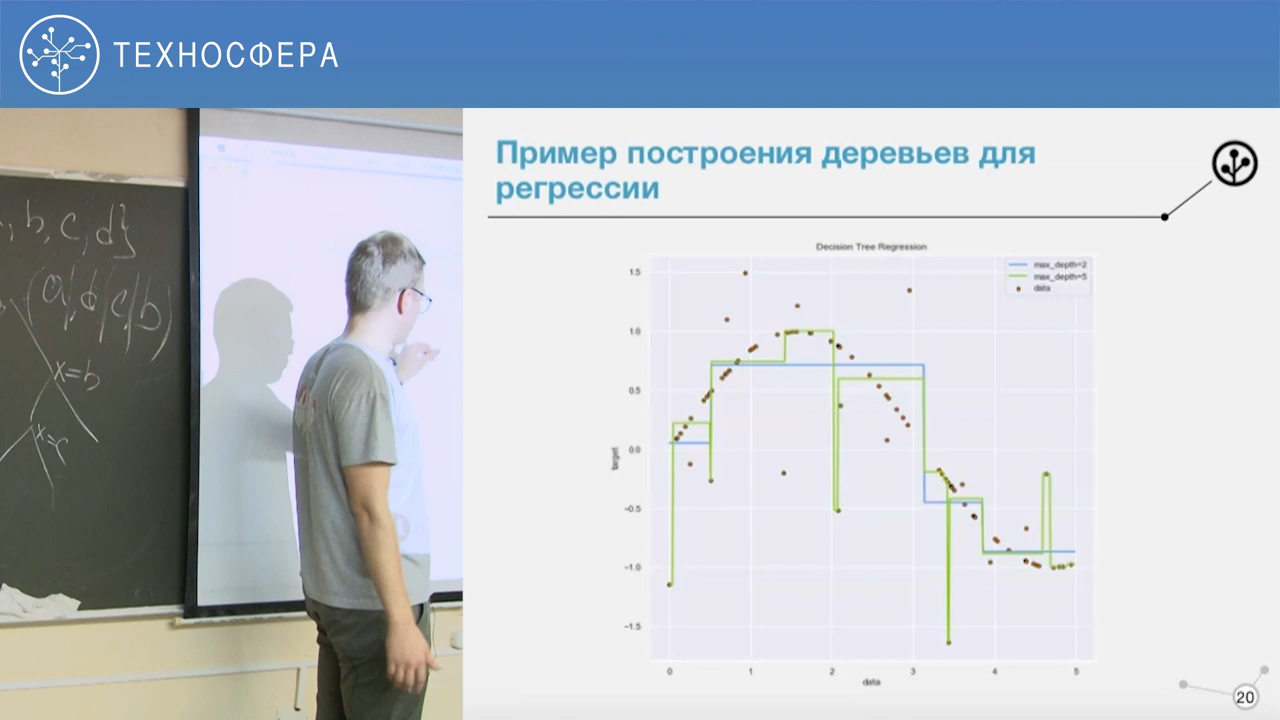 ТЕХНОСФЕРА
, b, c, d}
(a,d|c,b)
x=b
x=c
Пример построения деревьев для
регрессии
Decision Tree Regression
max_depth=2
max_depth=5
data
1.5
1.0
0.5
0.0
−0.5
−1.0
−1.5
target
0 1 2 3 4 5
data
20